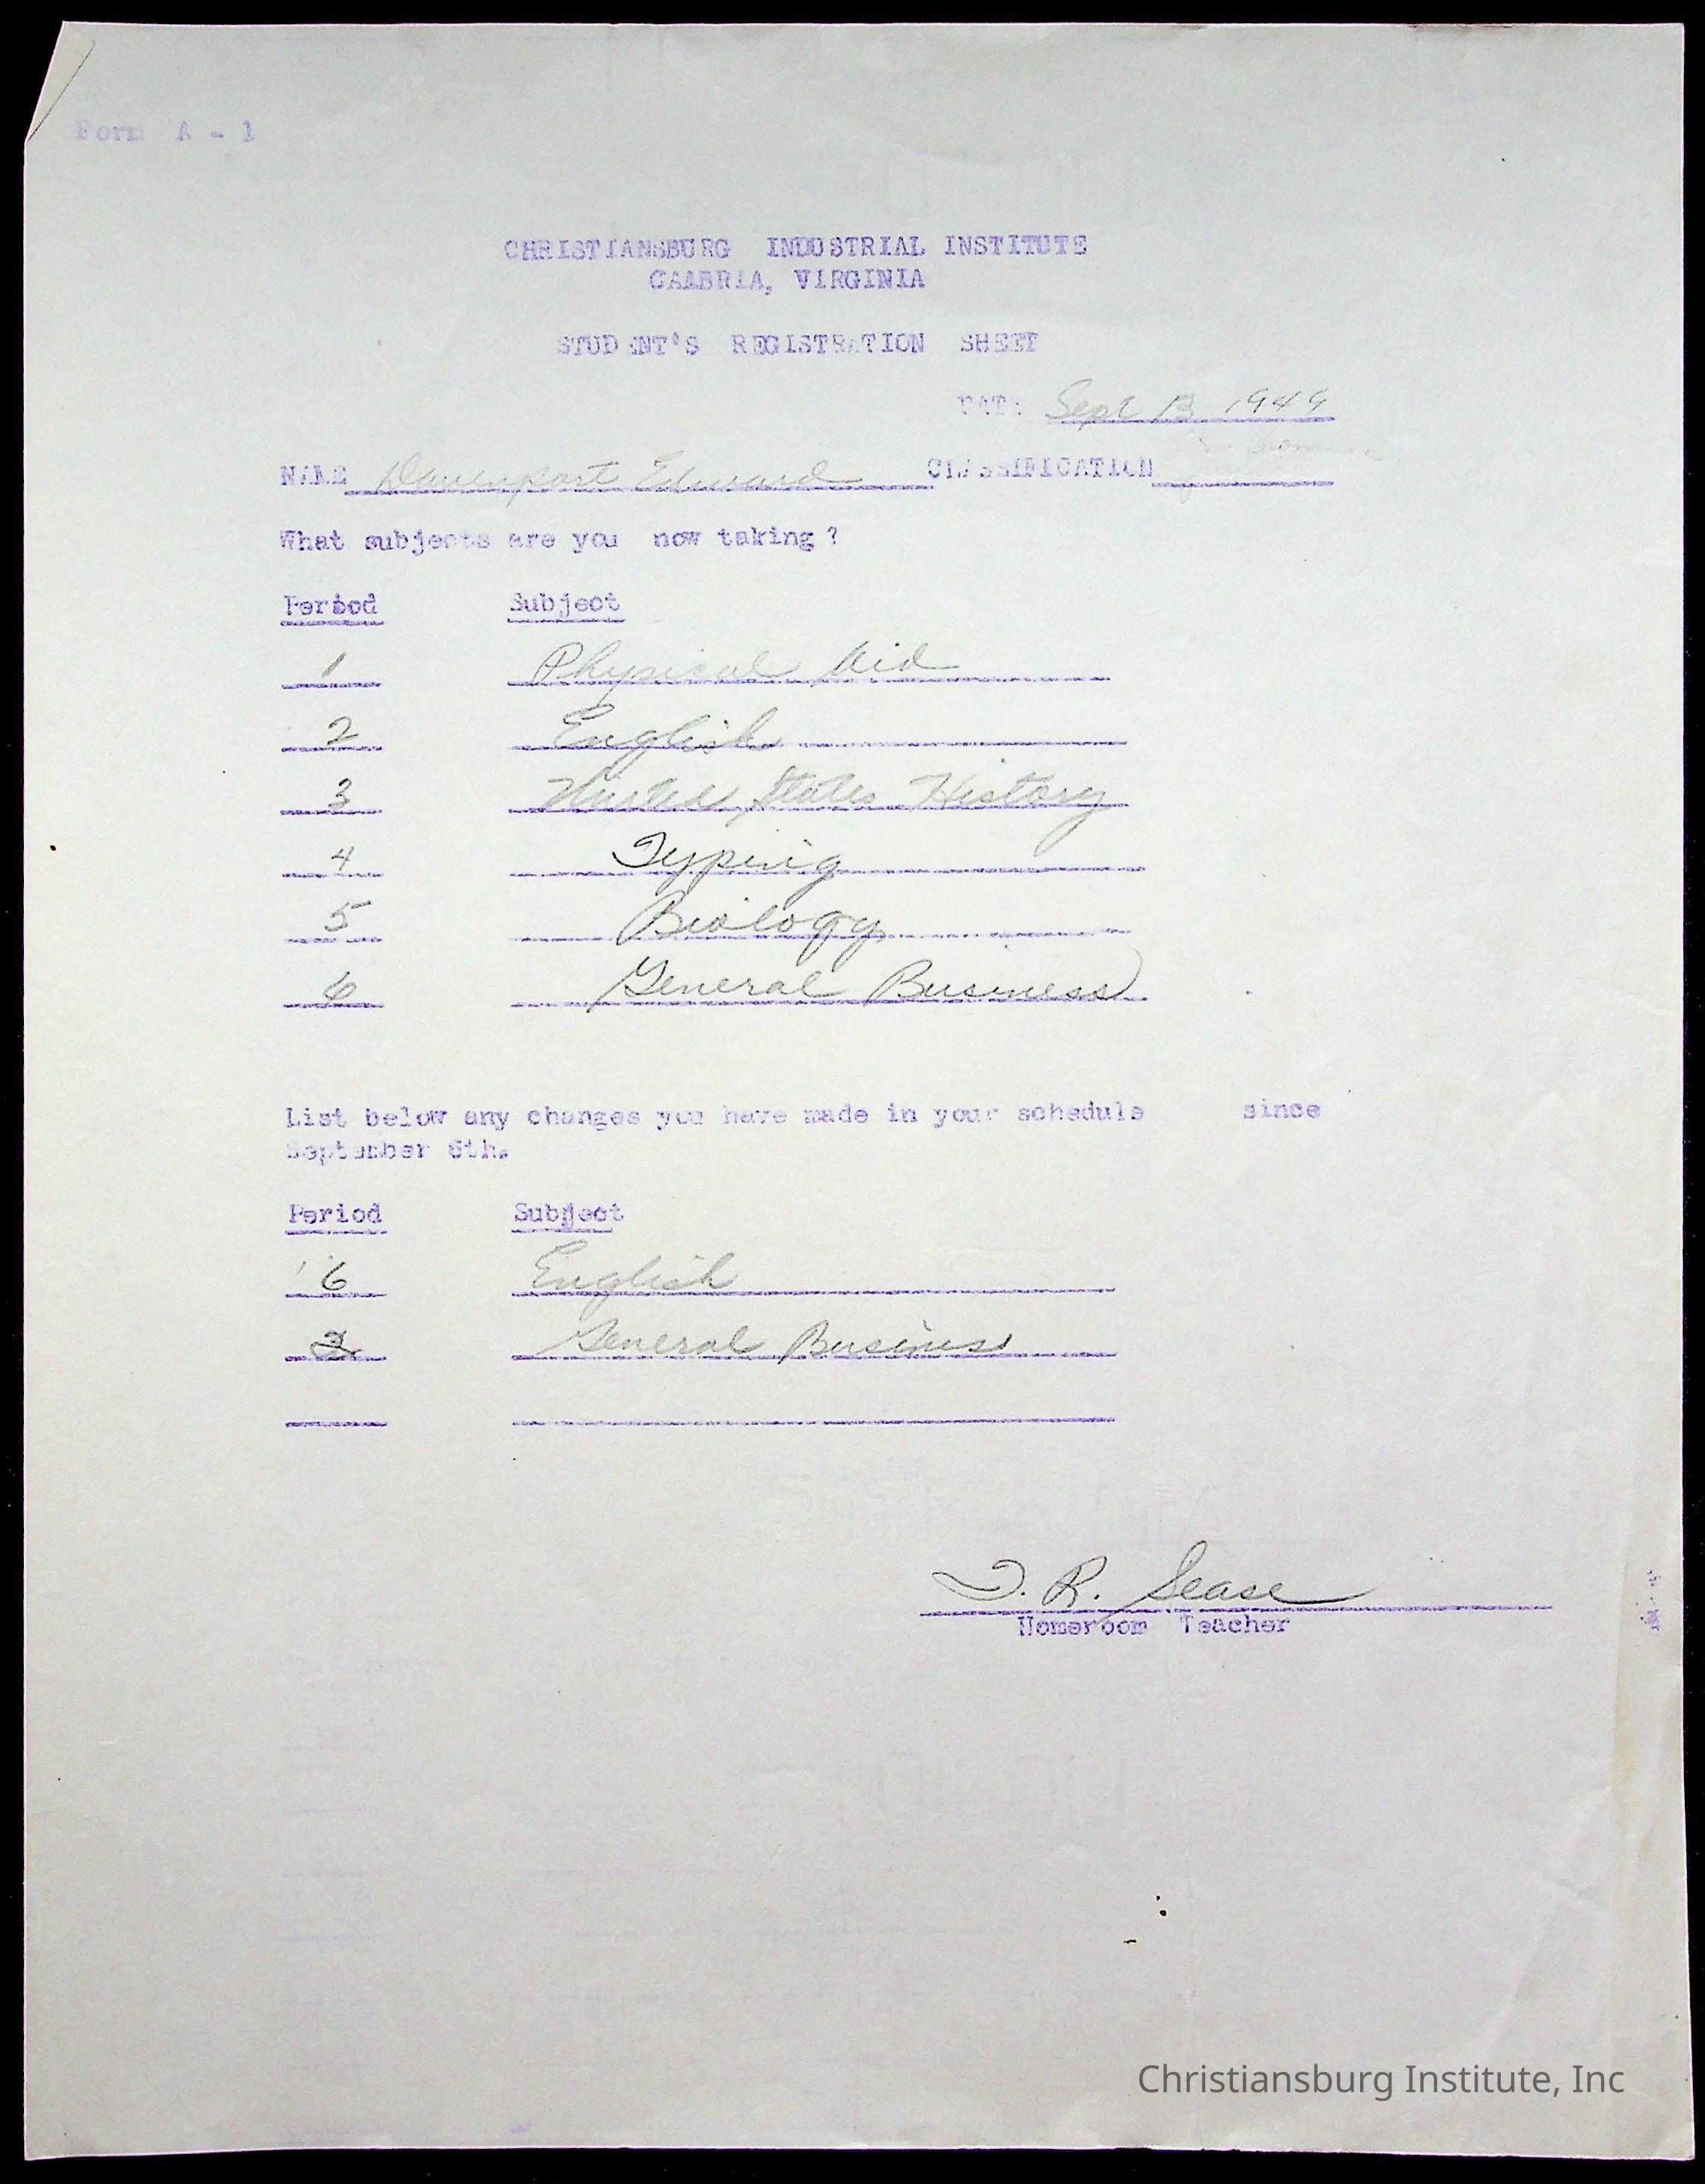 Form A - 1
CHRISTIANSBURG INDUSTRIAL INSTITUTE
CAMBRIA, VIRGINIA
STUDENT'S REGISTRATION SHEET
DATE Sept 13 1949
NAME Davenport Edward CLASSIFICATION
What subjects are you now taking?
Period Subject
1 Physical Aid
2 English
3 United States History
4 Typing
5 Biology
6 General Business
List below any changes you have made in your schedule since
September 6th.
Period Subject
6 English
2 General Business
Homeroom Teacher
R. Sease
Christiansburg Institute, Inc